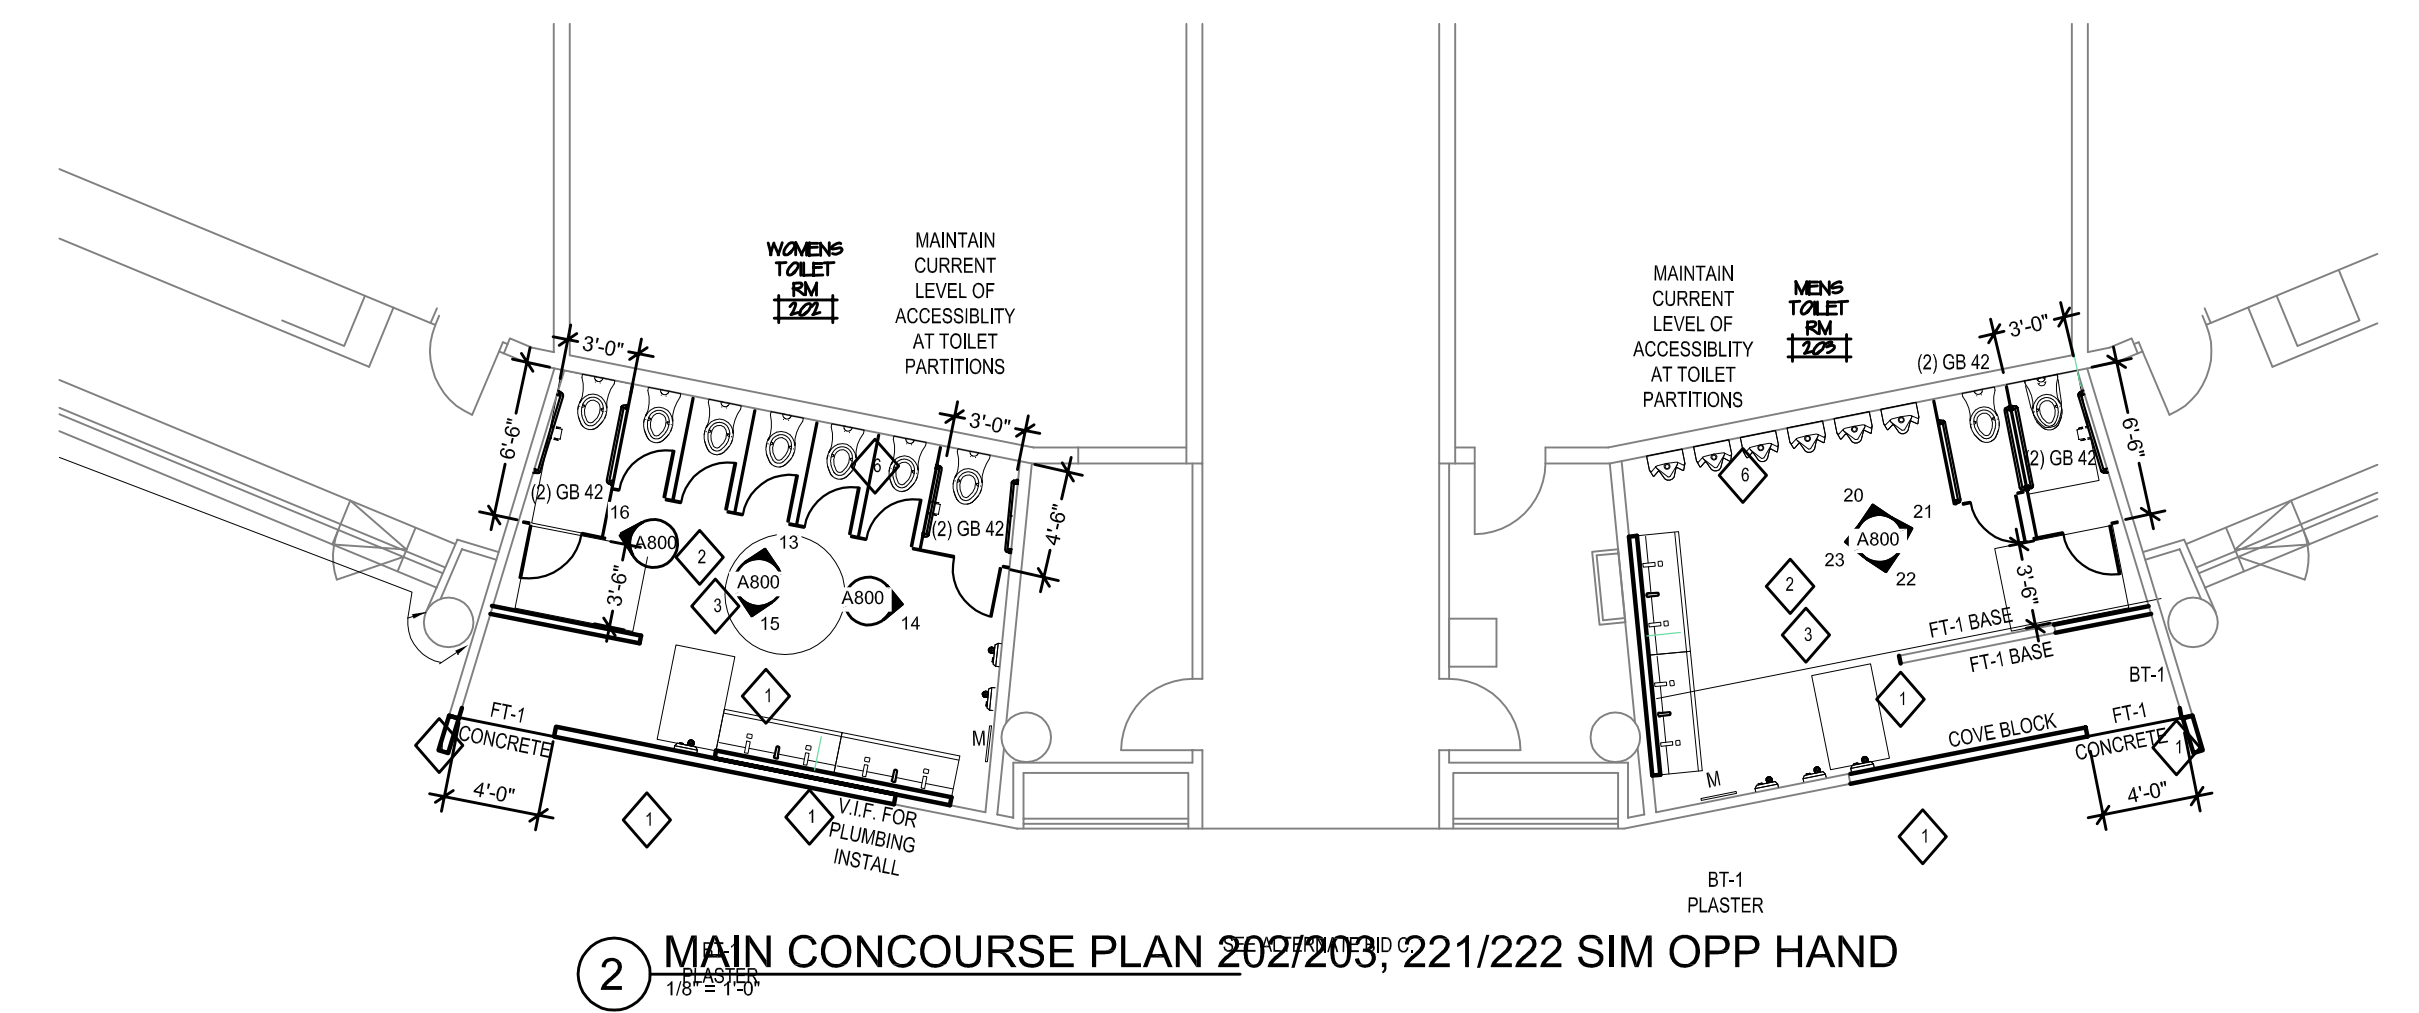 WOMENS
TOILET
RM
202
MAINTAIN
CURRENT
LEVEL OF
ACCESSIBLITY
AT TOILET
PARTITIONS
MAINTAIN
CURRENT
LEVEL OF
ACCESSIBLITY
AT TOILET
PARTITIONS
MENS
TOILET
RM
203
3'-0"
3'-0"
3'-0"
(2) GB 42
6'-6"
6'-6"
6
6
(2) GB 42
(2) GB 42
(2) GB 42
4'-6"
16
A800
2
13
A800
3
15
A800
14
3'-6"
20
21
A800
23
22
2
3
3'-6"
FT-1 BASE
FT-1 BASE
1
1
BT-1
FT-1
CONCRETE
M
COVE BLOCK
FT-1
CONCRETE
1
M
4'-0"
4'-0"
1
1
V.I.F. FOR
PLUMBING
INSTALL
1
BT-1
PLASTER
2
MAIN CONCOURSE PLAN 202/203, 221/222 SIM OPP HAND
SEE ALTERNATE BID C.
BT-1
PLASTER
1/8" = 1'-0"